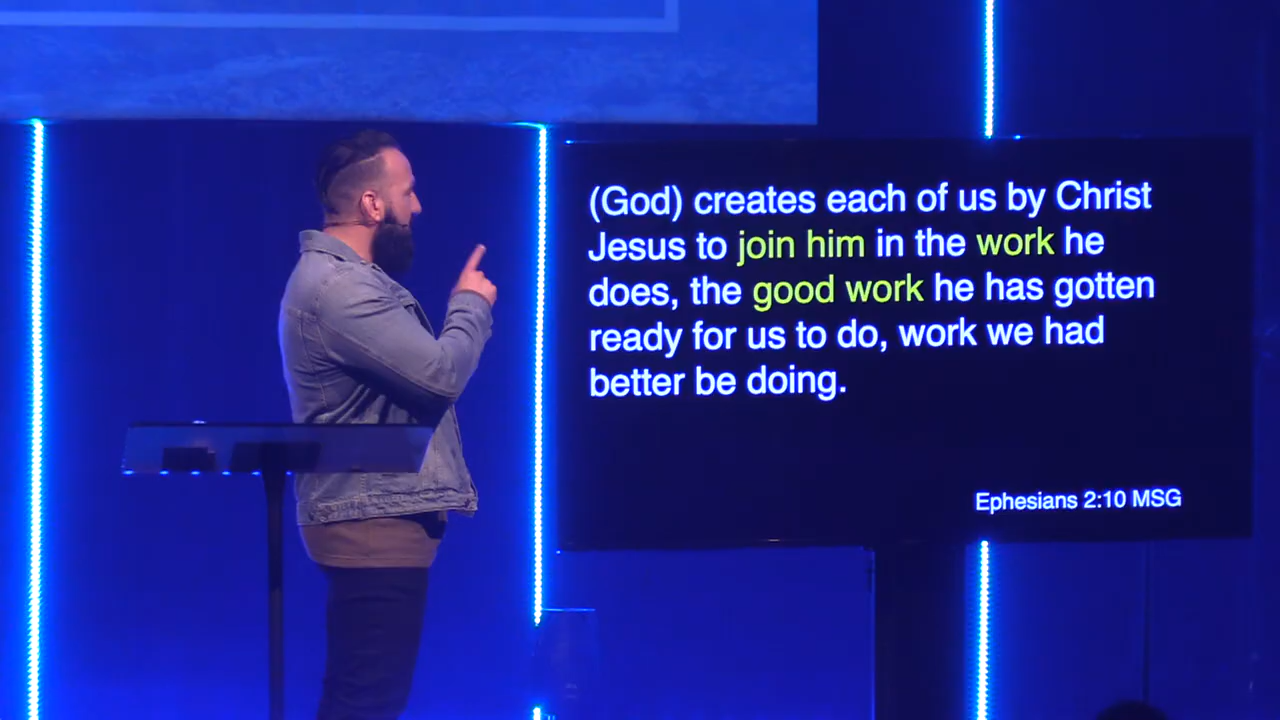 (God) creates each of us by Christ
Jesus to join him in the work he
does, the good work he has gotten
ready for us to do, work we had
better be doing.
Ephesians 2:10 MSG